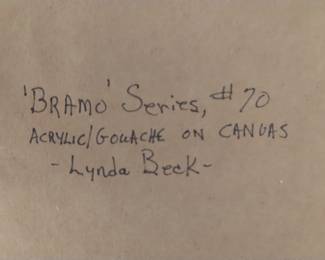 'BRAMO' Series, #70
ACRYLIC/GOUACHE ON CANVAS
- Lynda Beck -